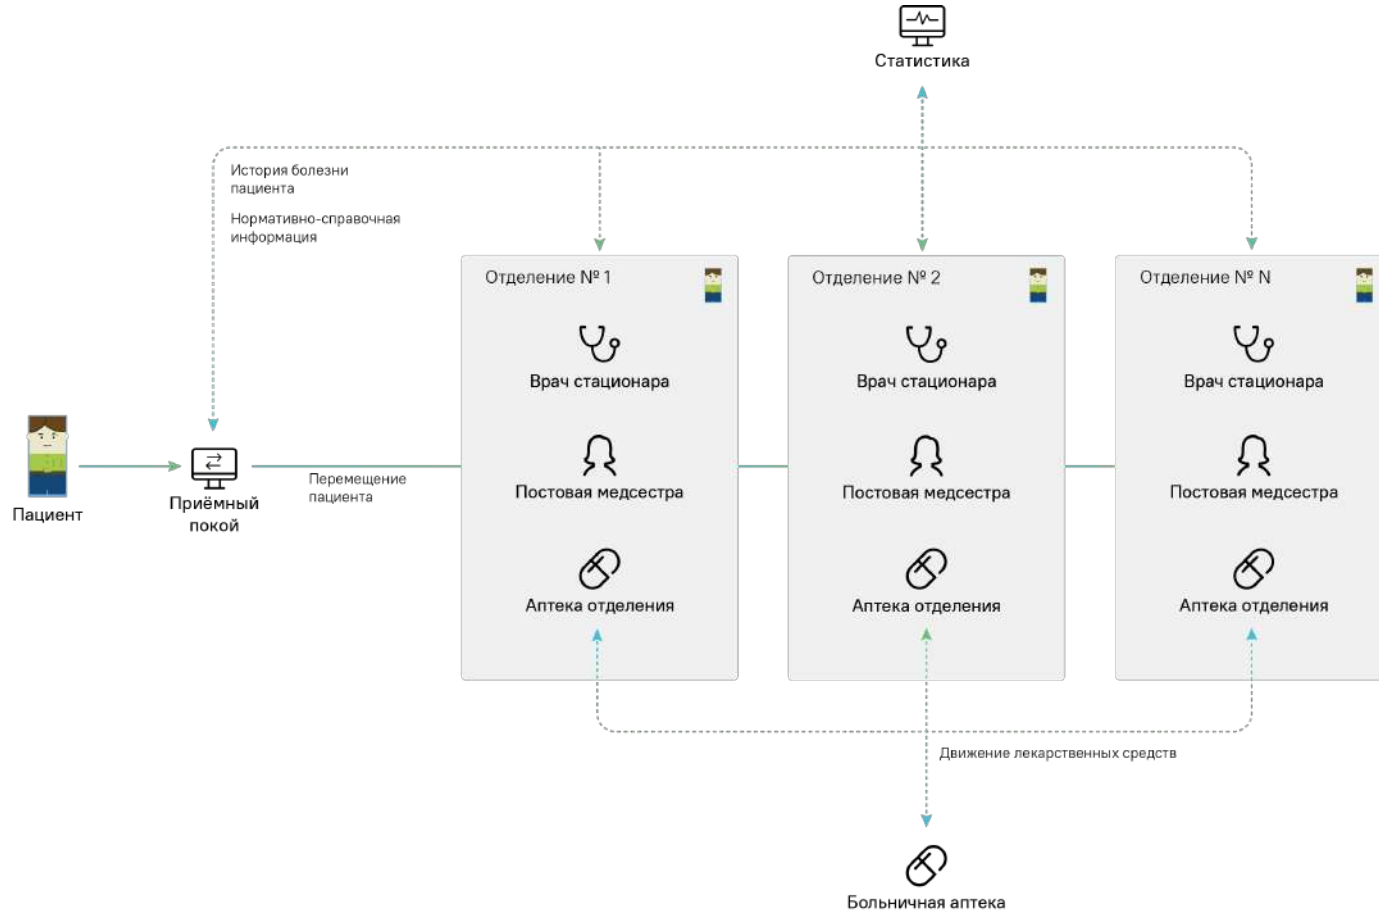 Статистика
История болезни
пациента
Нормативно-справочная
информация
Отделение № 1
Отделение № 2
Отделение № N
Врач стационара
Врач стационара
Врач стационара
Пациент
Приёмный
покой
Перемещение
пациента
Постовая медсестра
Постовая медсестра
Постовая медсестра
Аптека отделения
Аптека отделения
Аптека отделения
Движение лекарственных средств
Больничная аптека